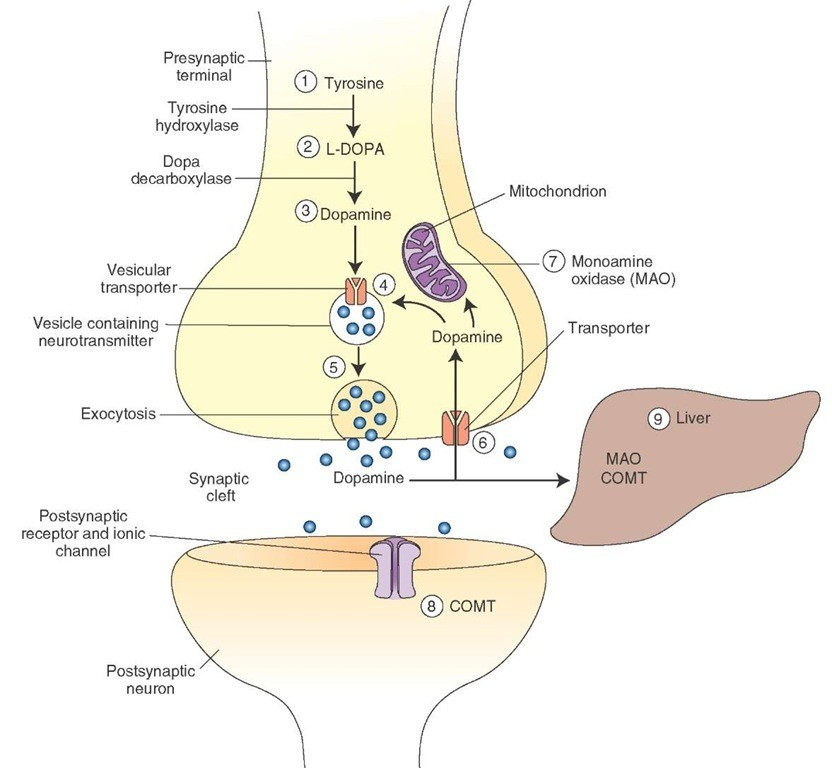 Presynaptic
terminal
1 Tyrosine
Tyrosine
hydroxylase
2 L-DOPA
Dopa
decarboxylase
3 Dopamine
Mitochondrion
7 Monoamine
oxidase (MAO)
Vesicular
transporter
4
Vesicle containing
neurotransmitter
Dopamine
Transporter
5
Exocytosis
6
9 Liver
MAO
COMT
Synaptic
cleft
Dopamine
Postsynaptic
receptor and ionic
channel
8 COMT
Postsynaptic
neuron